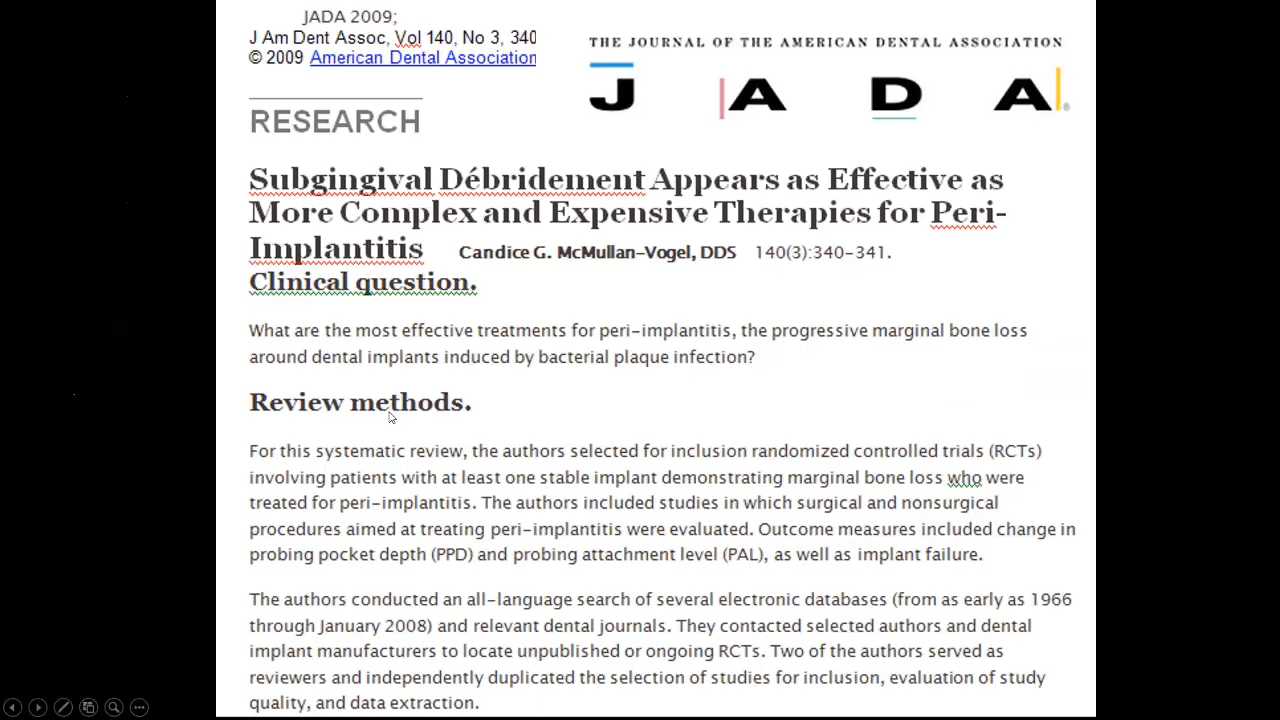 JADA 2009;
J Am Dent Assoc, Vol 140, No 3, 340
© 2009 American Dental Association
THE JOURNAL OF THE AMERICAN DENTAL ASSOCIATION
JADA®
RESEARCH
Subgingival Débridement Appears as Effective as
More Complex and Expensive Therapies for Peri-
Implantitis Candice G. McMullan-Vogel, DDS 140(3):340-341.
Clinical question.
What are the most effective treatments for peri-implantitis, the progressive marginal bone loss
around dental implants induced by bacterial plaque infection?
Review methods.
For this systematic review, the authors selected for inclusion randomized controlled trials (RCTs)
involving patients with at least one stable implant demonstrating marginal bone loss who were
treated for peri-implantitis. The authors included studies in which surgical and nonsurgical
procedures aimed at treating peri-implantitis were evaluated. Outcome measures included change in
probing pocket depth (PPD) and probing attachment level (PAL), as well as implant failure.
The authors conducted an all-language search of several electronic databases (from as early as 1966
through January 2008) and relevant dental journals. They contacted selected authors and dental
implant manufacturers to locate unpublished or ongoing RCTs. Two of the authors served as
reviewers and independently duplicated the selection of studies for inclusion, evaluation of study
quality, and data extraction.